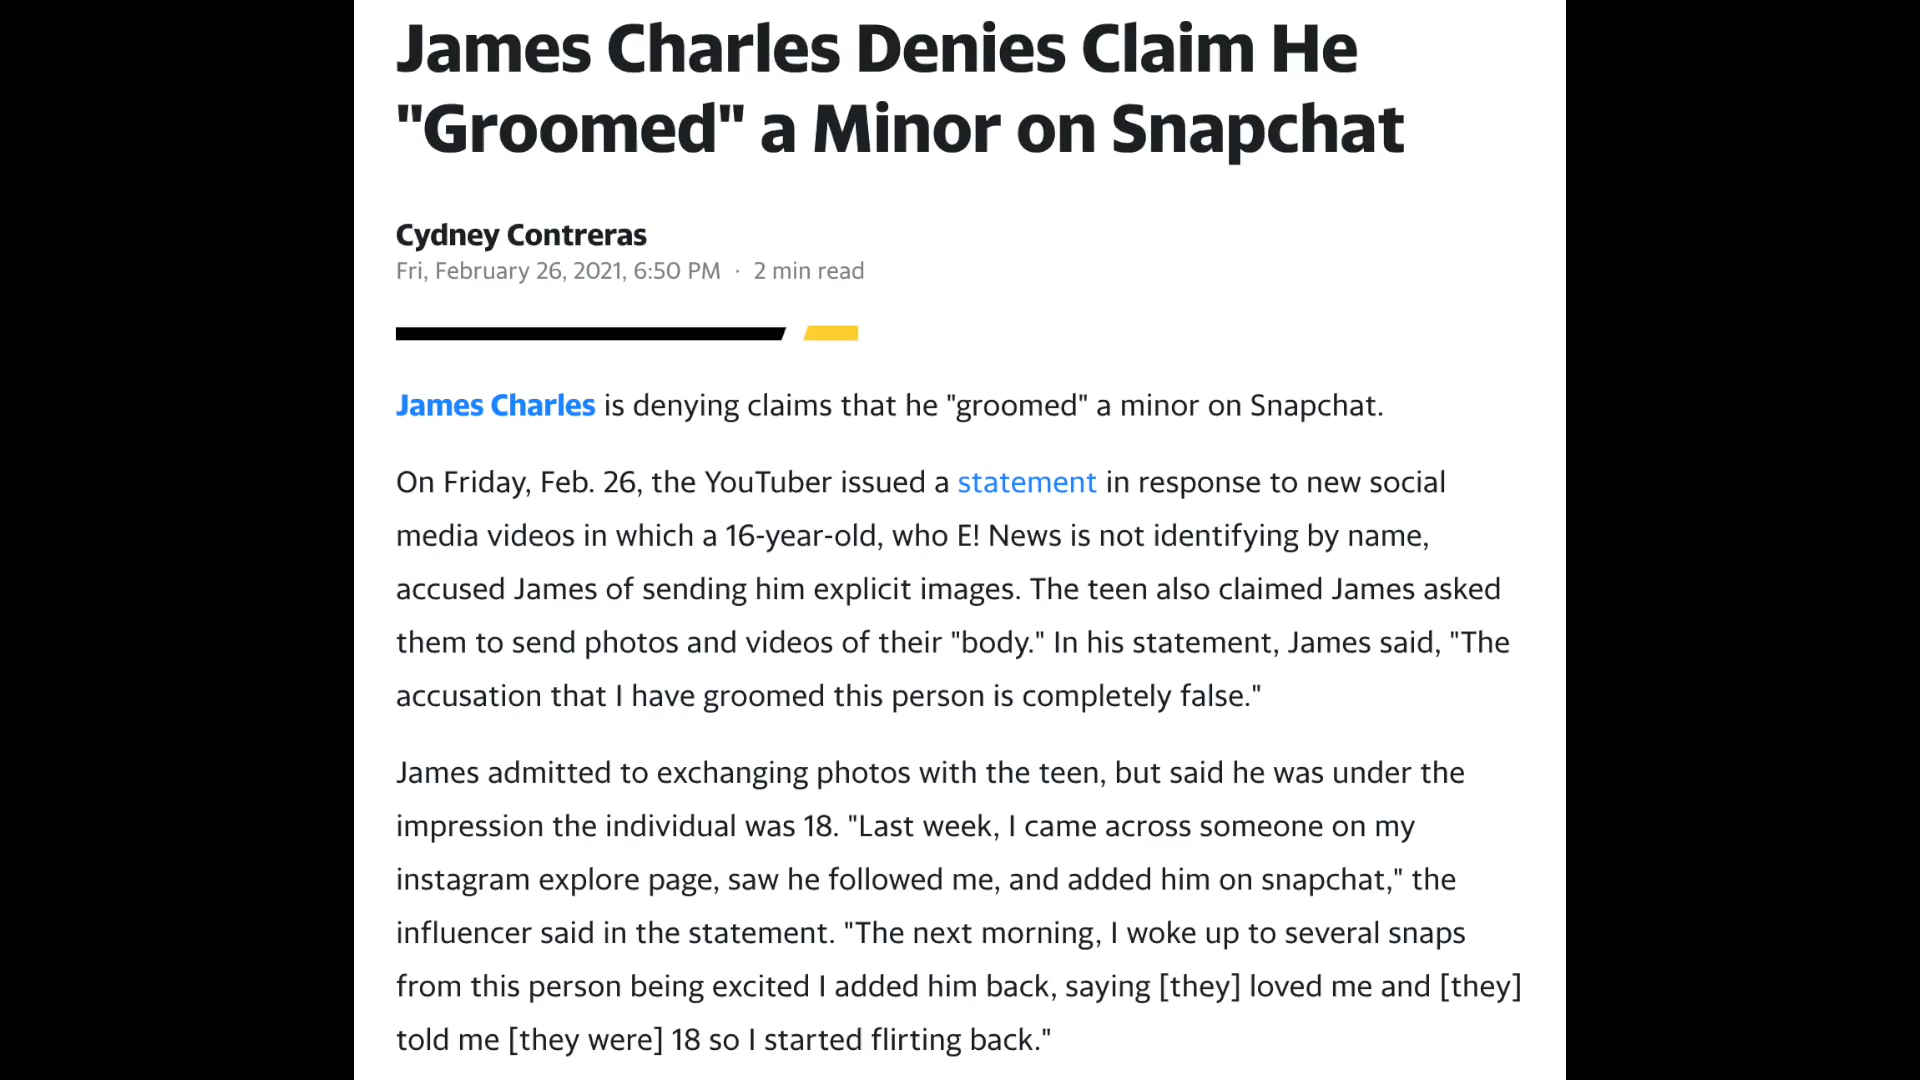 James Charles Denies Claim He
"Groomed" a Minor on Snapchat
Cydney Contreras
Fri, February 26, 2021, 6:50 PM · 2 min read
James Charles is denying claims that he "groomed" a minor on Snapchat.
On Friday, Feb. 26, the YouTuber issued a statement in response to new social
media videos in which a 16-year-old, who E! News is not identifying by name,
accused James of sending him explicit images. The teen also claimed James asked
them to send photos and videos of their "body." In his statement, James said, "The
accusation that I have groomed this person is completely false."
James admitted to exchanging photos with the teen, but said he was under the
impression the individual was 18. "Last week, I came across someone on my
instagram explore page, saw he followed me, and added him on snapchat," the
influencer said in the statement. "The next morning, I woke up to several snaps
from this person being excited I added him back, saying [they] loved me and [they]
told me [they were] 18 so I started flirting back."